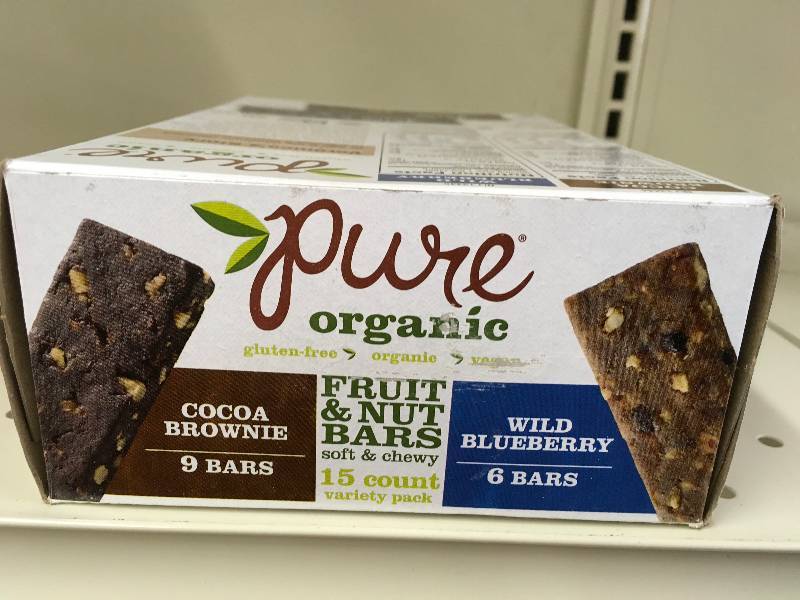 pure®
organic
gluten-free organic vegan
FRUIT
& NUT
BARS
soft & chewy
15 count
variety pack
COCOA
BROWNIE
9 BARS
WILD
BLUEBERRY
6 BARS